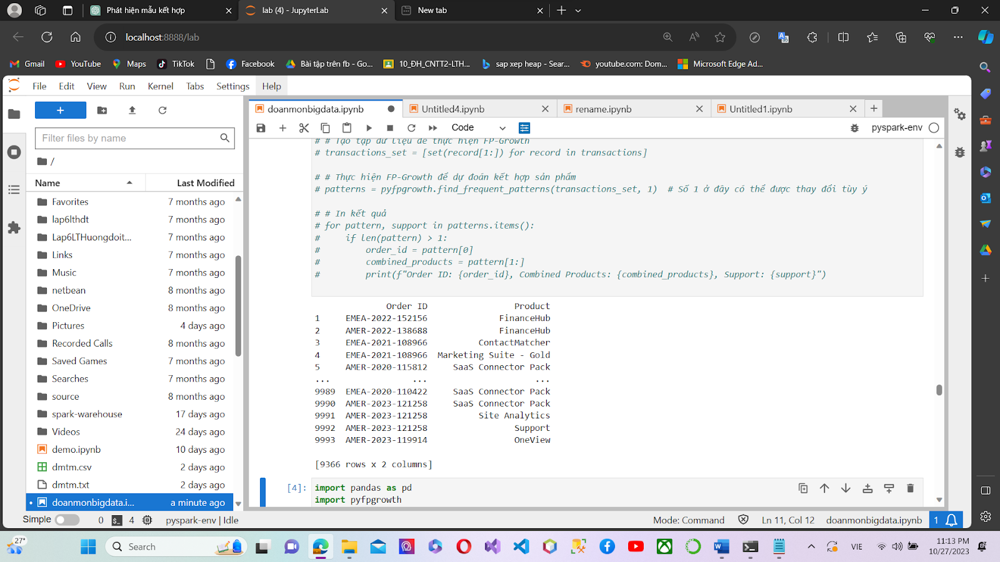 Phát hiện mẫu kết hợp
lab (4) - JupyterLab
New tab
localhost:8888/lab
Gmail
YouTube
Maps
TikTok
Facebook
Bài tập trên fb - Go...
10_ĐH_CNTT2-LTH...
sap xep heap - Sear...
youtube.com: Dom...
Microsoft Edge Ad...
File Edit View Run Kernel Tabs Settings Help
doanmonbigdata.ipynb
Untitled4.ipynb
rename.ipynb
Untitled1.ipynb
Code
pyspark-env
Filter files by name
/
Name Last Modified
Favorites 7 months ago
lap6lthdt 7 months ago
Lap6LTHuongdoit... 7 months ago
Links 7 months ago
Music 7 months ago
netbean 8 months ago
OneDrive 8 months ago
Pictures 4 days ago
Recorded Calls 8 months ago
Saved Games 7 months ago
Searches 7 months ago
source 8 months ago
spark-warehouse 17 days ago
Videos 24 days ago
demo.ipynb 10 days ago
dmtm.csv 2 days ago
dmtm.txt 2 days ago
doanmonbigdata.i... a minute ago
# # Tạo tập dữ liệu để thực hiện FP-Growth
# transactions_set = [set(record[1:]) for record in transactions]
# # Thực hiện FP-Growth để dự đoán kết hợp sản phẩm
# patterns = pyfpgrowth.find_frequent_patterns(transactions_set, 1)  # Số 1 ở đây có thể được thay đổi tùy ý
# # In kết quả
# for pattern, support in patterns.items():
#     if len(pattern) > 1:
#         order_id = pattern[0]
#         combined_products = pattern[1:]
#         print(f"Order ID: {order_id}, Combined Products: {combined_products}, Support: {support}")
Order ID Product
1 EMEA-2022-152156 FinanceHub
2 AMER-2022-138688 FinanceHub
3 EMEA-2021-108966 ContactMatcher
4 EMEA-2021-108966 Marketing Suite - Gold
5 AMER-2020-115812 SaaS Connector Pack
... ... ...
9989 EMEA-2020-110422 SaaS Connector Pack
9990 AMER-2023-121258 SaaS Connector Pack
9991 AMER-2023-121258 Site Analytics
9992 AMER-2023-121258 Support
9993 AMER-2023-119914 OneView
[9366 rows x 2 columns]
[4]: import pandas as pd
import pyfpgrowth
Simple 0 4 pyspark-env | Idle
Mode: Command Ln 11, Col 12 doanmonbigdata.ipynb 1
27°
Search
VIE
11:13 PM
10/27/2023